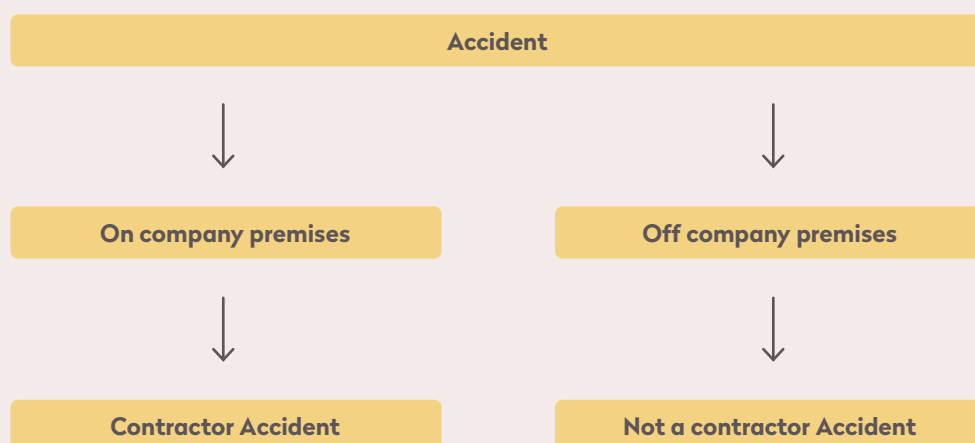 Accident
On company premises
Off company premises
Contractor Accident
Not a contractor Accident